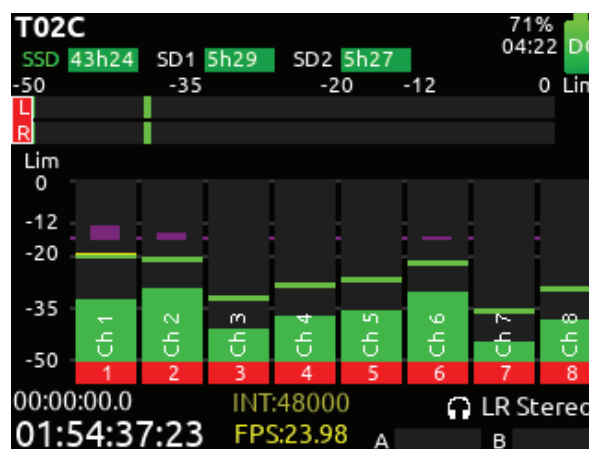 T02C 71%
SSD 43h24 SD1 5h29 SD2 5h27 04:22 DC
-50 -35 -20 -12 0 Lim
L
R
Lim
0
-12
-20
-35
-50
Ch 1 Ch 2 Ch 3 Ch 4 Ch 5 Ch 6 Ch 7 Ch 8
1 2 3 4 5 6 7 8
00:00:00.0 INT:48000 LR Stereo
01:54:37:23 FPS:23.98 A B